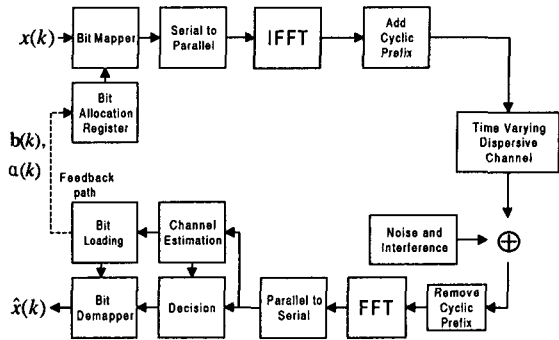 x(k)
Bit Mapper
Serial to
Parallel
IFFT
Add
Cyclic
Prefix
Bit
Allocation
Register
Time Varying
Dispersive
Channel
b(k),
a(k)
Feedback
path
Bit
Loading
Channel
Estimation
Noise and
Interference
x̂(k)
Bit
Demapper
Decision
Parallel to
Serial
FFT
Remove
Cyclic
Prefix